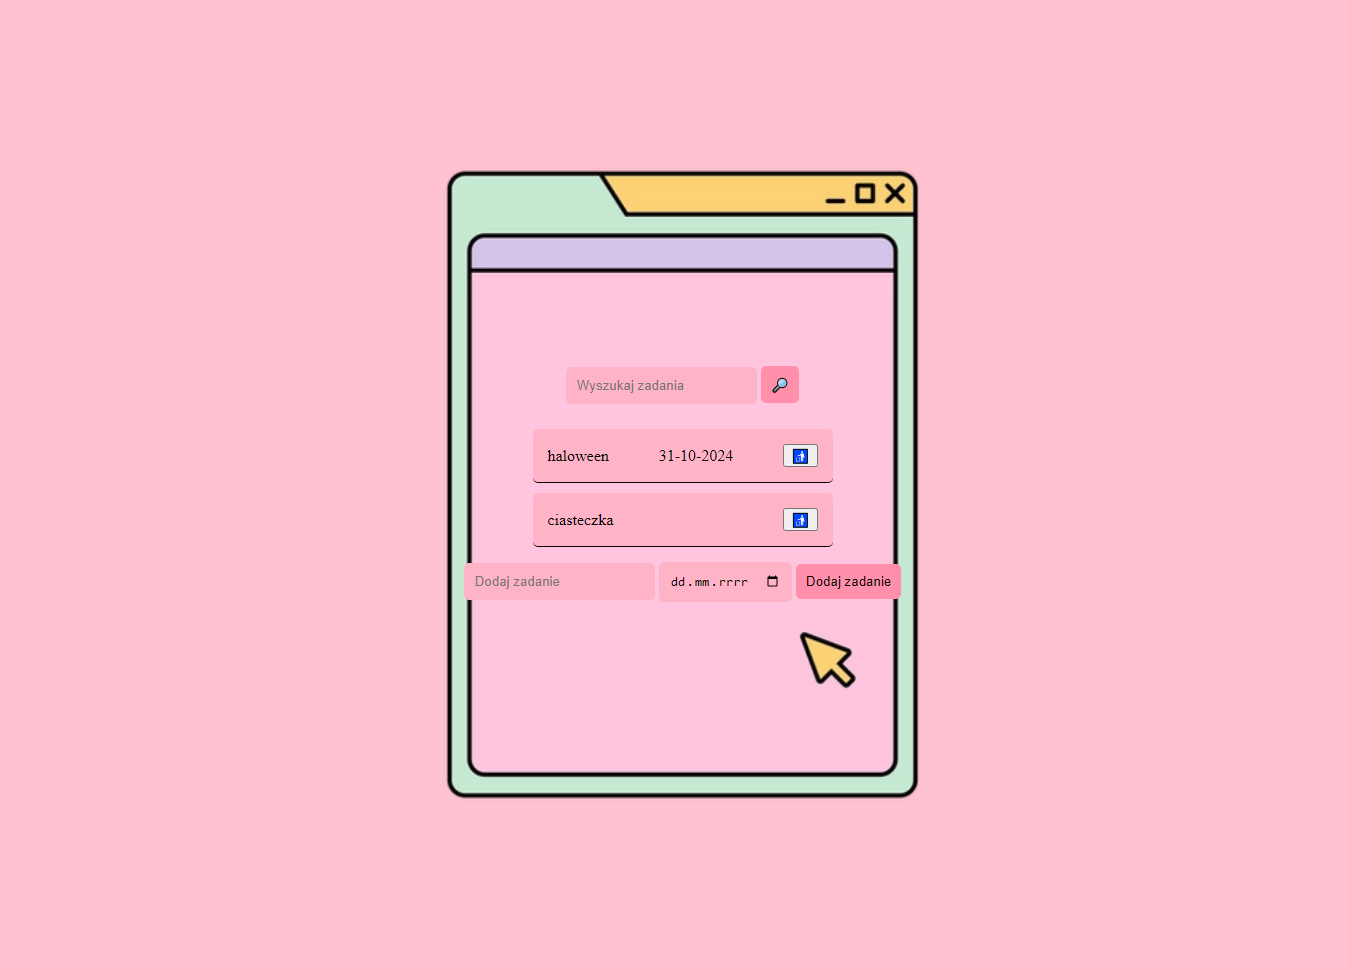 Wyszukaj zadania
haloween 31-10-2024
ciasteczka
Dodaj zadanie dd.mm.rrrr Dodaj zadanie